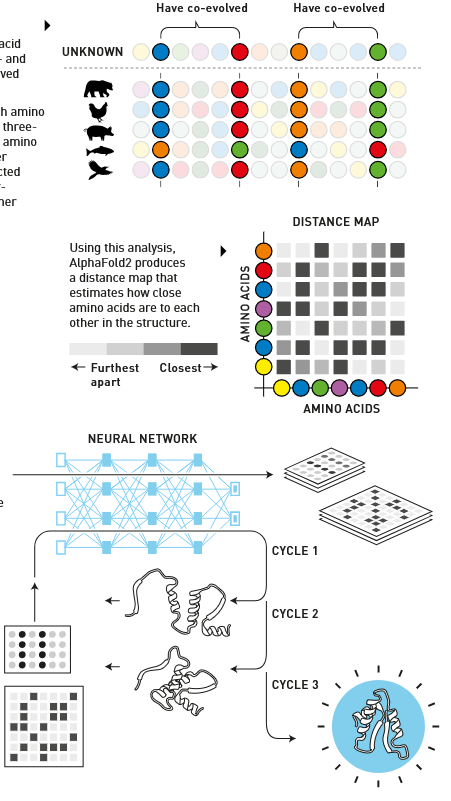 Have co-evolved
Have co-evolved
acid
- and
ved
UNKNOWN
h amino
three-
amino
er
cted
-
ner
DISTANCE MAP
Using this analysis,
AlphaFold2 produces
a distance map that
estimates how close
amino acids are to each
other in the structure.
← Furthest
apart
Closest→
AMINO ACIDS
AMINO ACIDS
NEURAL NETWORK
e
CYCLE 1
CYCLE 2
CYCLE 3